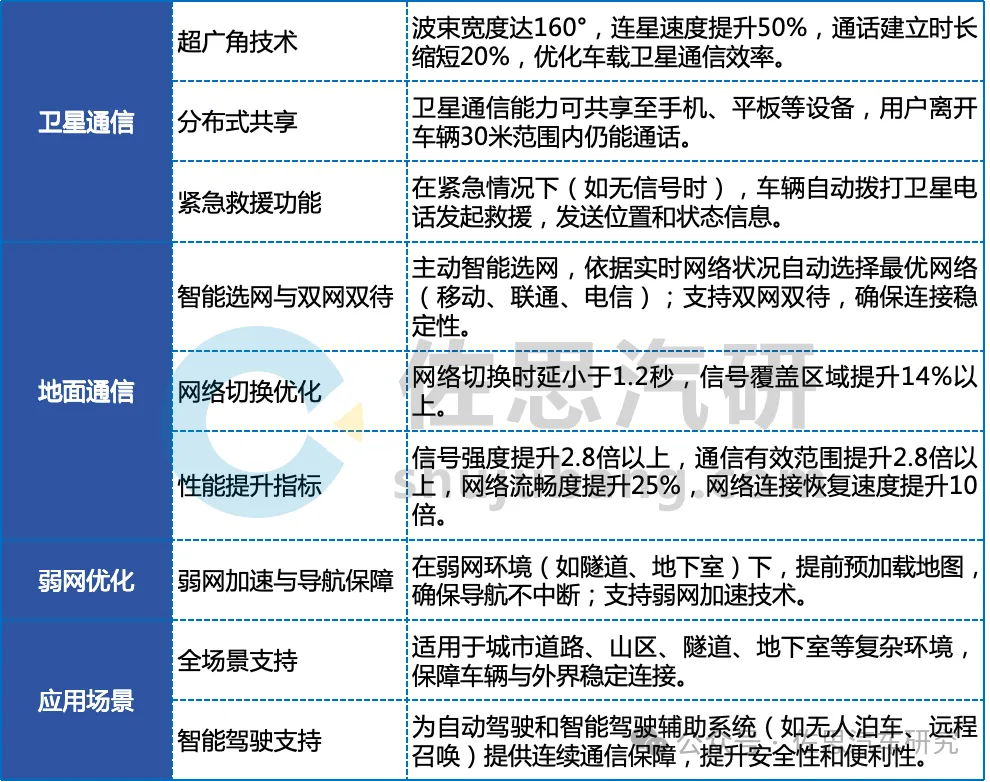 卫星通信
超广角技术
波束宽度达160°，连星速度提升50%，通话建立时长
缩短20%，优化车载卫星通信效率。
分布式共享
卫星通信能力可共享至手机、平板等设备，用户离开
车辆30米范围内仍能通话。
紧急救援功能
在紧急情况下（如无信号时），车辆自动拨打卫星电
话发起救援，发送位置和状态信息。
地面通信
智能选网与双网双待
主动智能选网，依据实时网络状况自动选择最优网络
（移动、联通、电信）；支持双网双待，确保连接稳
定性。
网络切换优化
网络切换时延小于1.2秒，信号覆盖区域提升14%以
上。
性能提升指标
信号强度提升2.8倍以上，通信有效范围提升2.8倍以
上，网络流畅度提升25%，网络连接恢复速度提升10
倍。
弱网优化
弱网加速与导航保障
在弱网环境（如隧道、地下室）下，提前预加载地图，
确保导航不中断；支持弱网加速技术。
应用场景
全场景支持
适用于城市道路、山区、隧道、地下室等复杂环境，
保障车辆与外界稳定连接。
智能驾驶支持
为自动驾驶和智能驾驶辅助系统（如无人泊车、远程
召唤）提供连续通信保障，提升安全性和便利性。
佐思汽研
公众号·佐思汽车研究